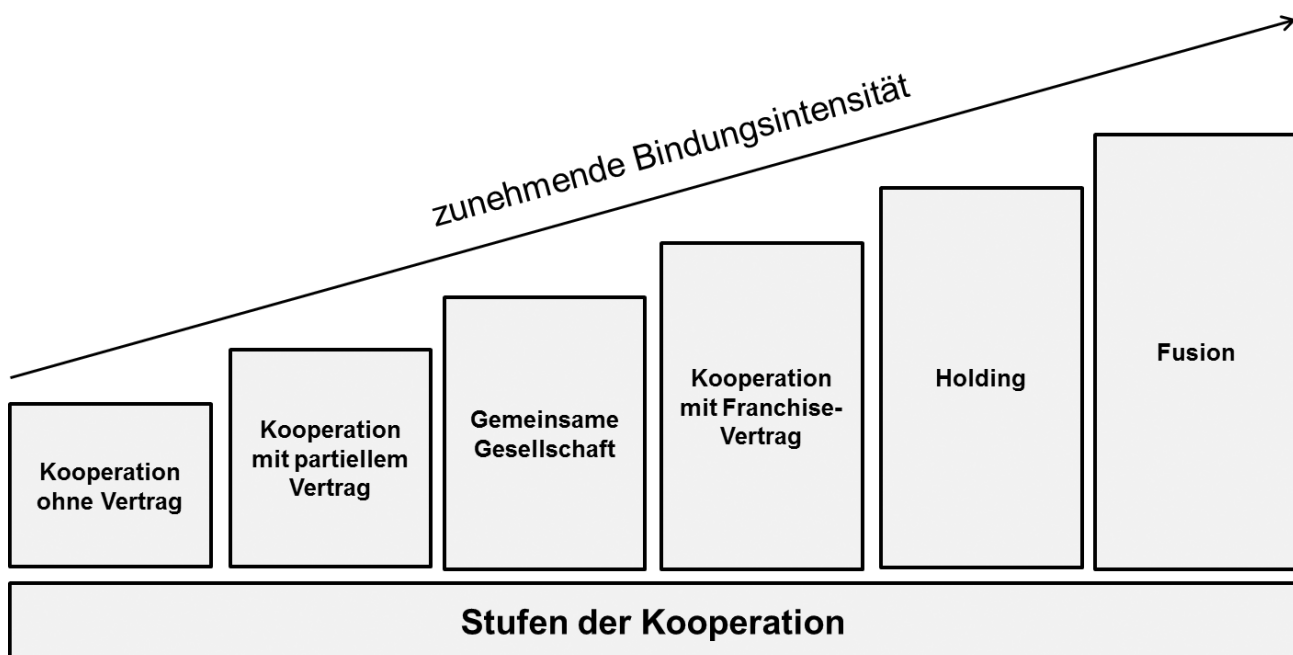 zunehmende Bindungsintensität
Kooperation
ohne Vertrag
Kooperation
mit partiellem
Vertrag
Gemeinsame
Gesellschaft
Kooperation
mit Franchise-
Vertrag
Holding
Fusion
Stufen der Kooperation